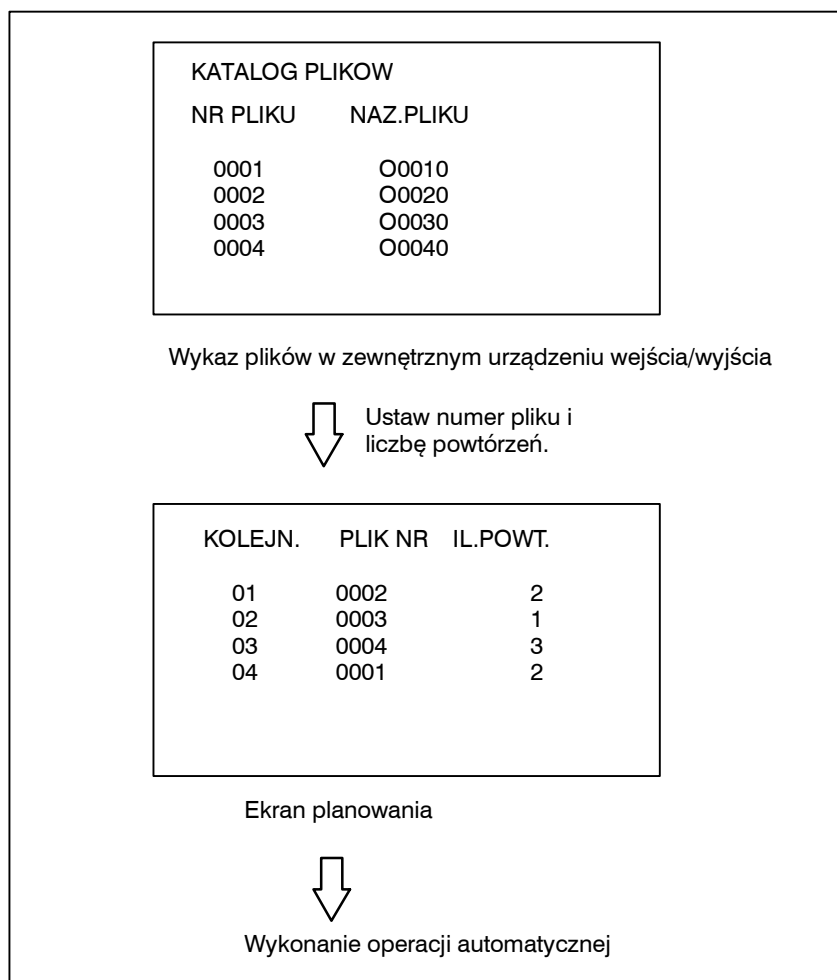 KATALOG PLIKOW
NR PLIKU NAZ.PLIKU
0001 O0010
0002 O0020
0003 O0030
0004 O0040
Wykaz plików w zewnętrznym urządzeniu wejścia/wyjścia
Ustaw numer pliku i
liczbę powtórzeń.
KOLEJN. PLIK NR IL.POWT.
01 0002 2
02 0003 1
03 0004 3
04 0001 2
Ekran planowania
Wykonanie operacji automatycznej